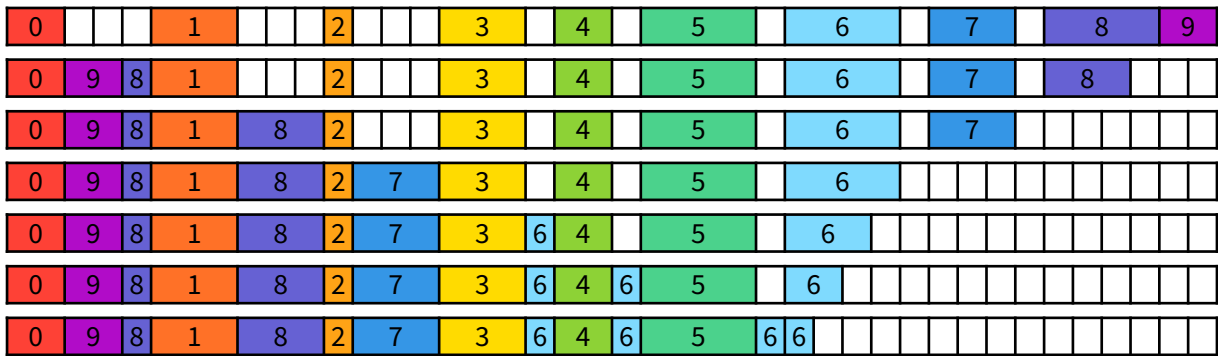 0 1 2 3 4 5 6 7 8 9
0 9 8 1 2 3 4 5 6 7 8
0 9 8 1 8 2 3 4 5 6 7
0 9 8 1 8 2 7 3 4 5 6
0 9 8 1 8 2 7 3 6 4 5 6
0 9 8 1 8 2 7 3 6 4 6 5 6
0 9 8 1 8 2 7 3 6 4 6 5 6 6